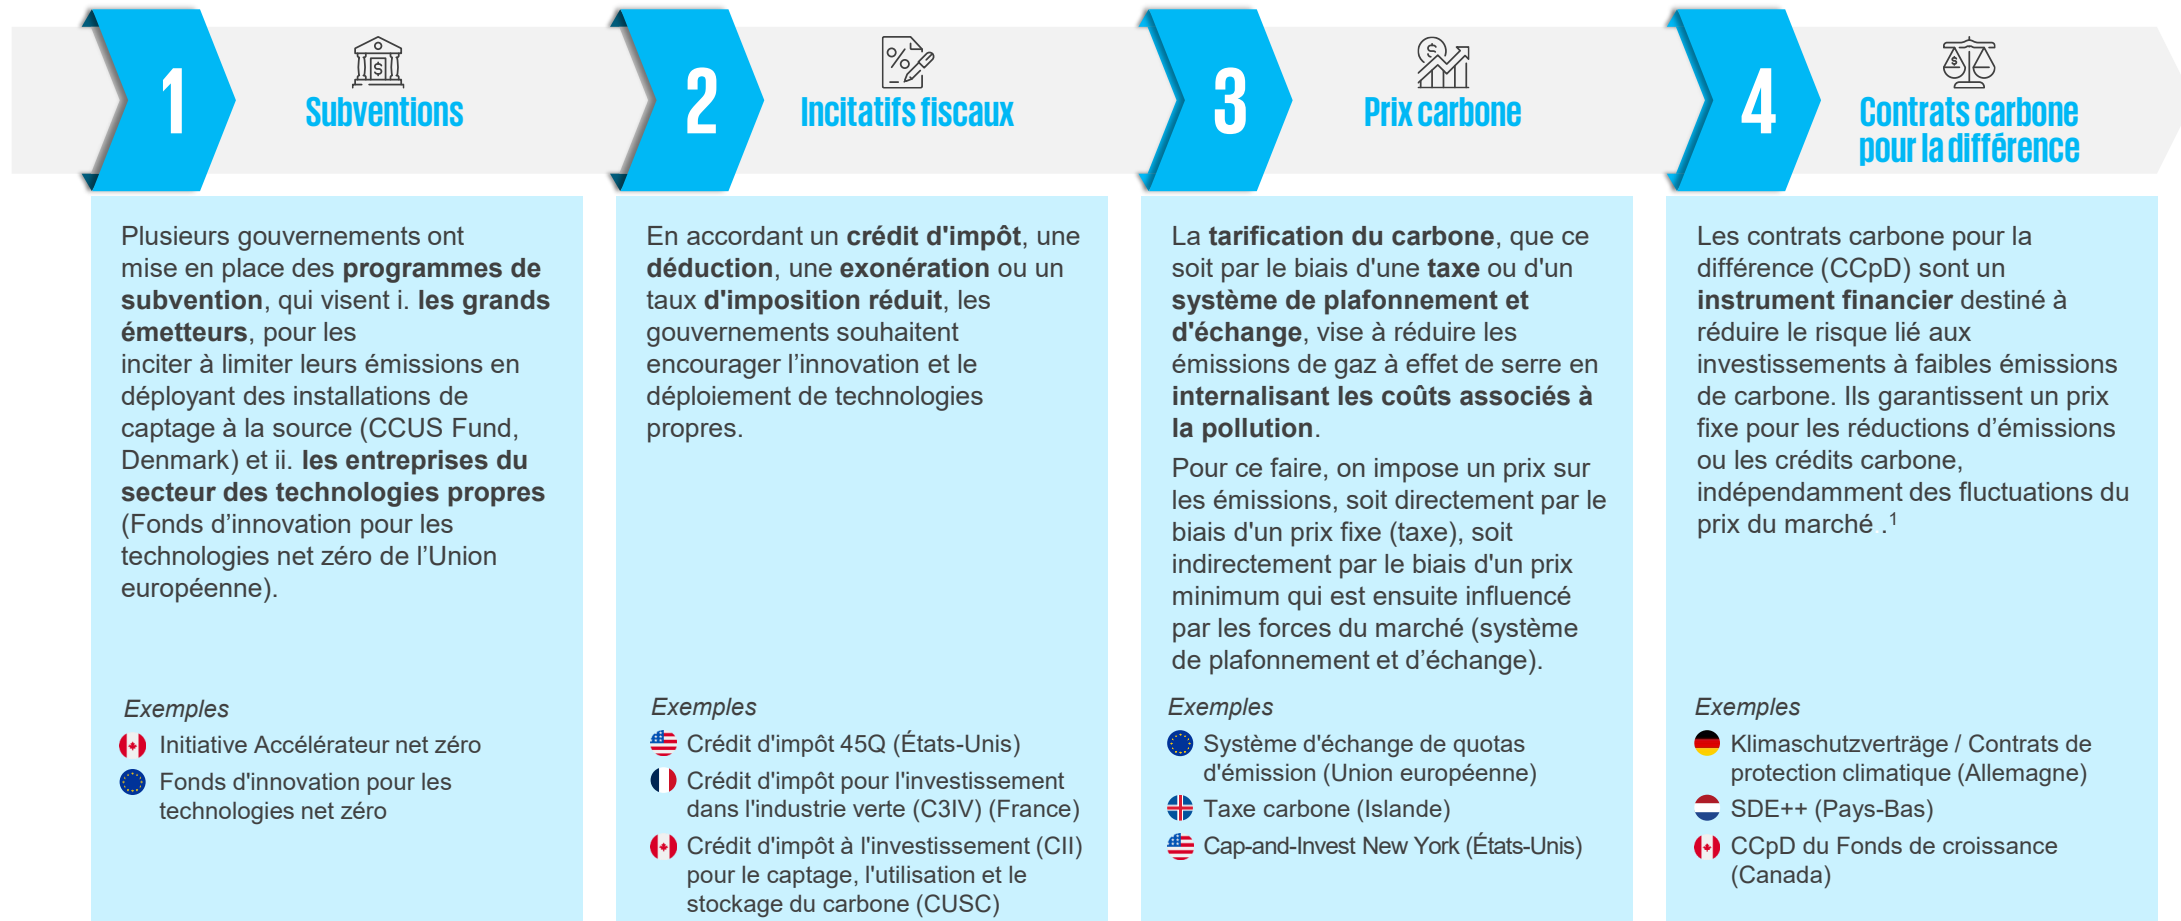 1
Subventions
Plusieurs gouvernements ont
mise en place des programmes de
subvention, qui visent i. les grands
émetteurs, pour les
inciter à limiter leurs émissions en
déployant des installations de
captage à la source (CCUS Fund,
Denmark) et ii. les entreprises du
secteur des technologies propres
(Fonds d’innovation pour les
technologies net zéro de l’Union
européenne).
Exemples
Initiative Accélérateur net zéro
Fonds d'innovation pour les
technologies net zéro
2
Incitatifs fiscaux
En accordant un crédit d'impôt, une
déduction, une exonération ou un
taux d'imposition réduit, les
gouvernements souhaitent
encourager l’innovation et le
déploiement de technologies
propres.
Exemples
Crédit d'impôt 45Q (États-Unis)
Crédit d'impôt pour l'investissement
dans l'industrie verte (C3IV) (France)
Crédit d'impôt à l'investissement (CII)
pour le captage, l'utilisation et le
stockage du carbone (CUSC)
3
Prix carbone
La tarification du carbone, que ce
soit par le biais d'une taxe ou d'un
système de plafonnement et
d'échange, vise à réduire les
émissions de gaz à effet de serre en
internalisant les coûts associés à
la pollution.
Pour ce faire, on impose un prix sur
les émissions, soit directement par le
biais d'un prix fixe (taxe), soit
indirectement par le biais d'un prix
minimum qui est ensuite influencé
par les forces du marché (système
de plafonnement et d’échange).
Exemples
Système d'échange de quotas
d'émission (Union européenne)
Taxe carbone (Islande)
Cap-and-Invest New York (États-Unis)
4
Contrats carbone
pour la différence
Les contrats carbone pour la
différence (CCpD) sont un
instrument financier destiné à
réduire le risque lié aux
investissements à faibles émissions
de carbone. Ils garantissent un prix
fixe pour les réductions d’émissions
ou les crédits carbone,
indépendamment des fluctuations du
prix du marché .¹
Exemples
Klimaschutzverträge / Contrats de
protection climatique (Allemagne)
SDE++ (Pays-Bas)
CCpD du Fonds de croissance
(Canada)